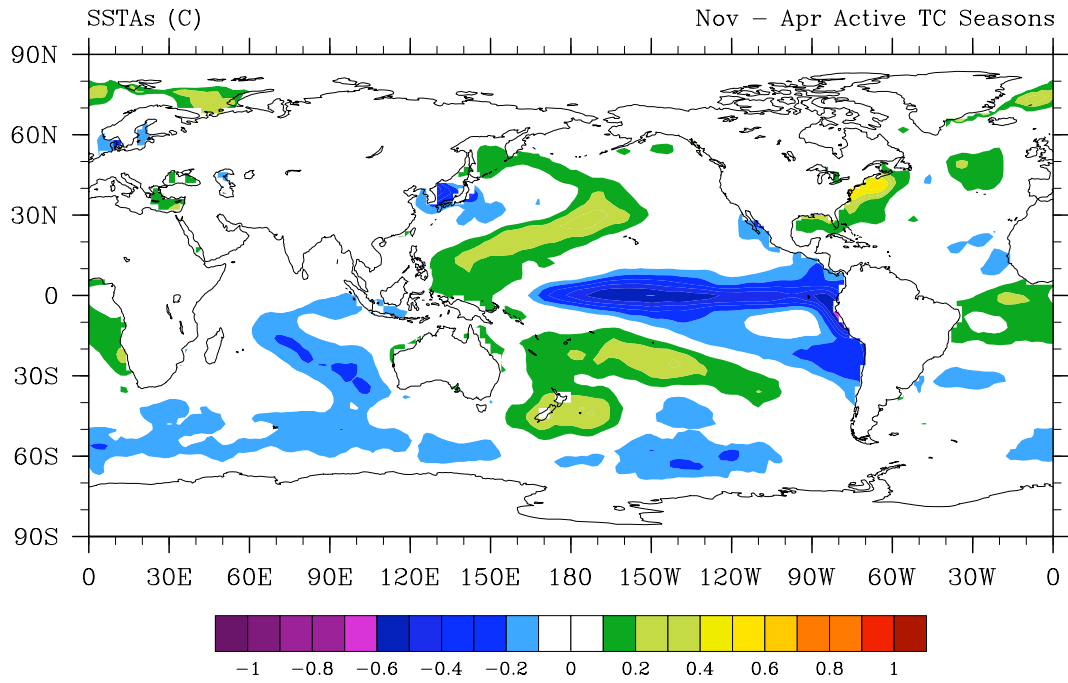 SSTAs (C) Nov – Apr Active TC Seasons
90N
60N
30N
0
30S
60S
90S
0 30E 60E 90E 120E 150E 180 150W 120W 90W 60W 30W 0
−1 −0.8 −0.6 −0.4 −0.2 0 0.2 0.4 0.6 0.8 1